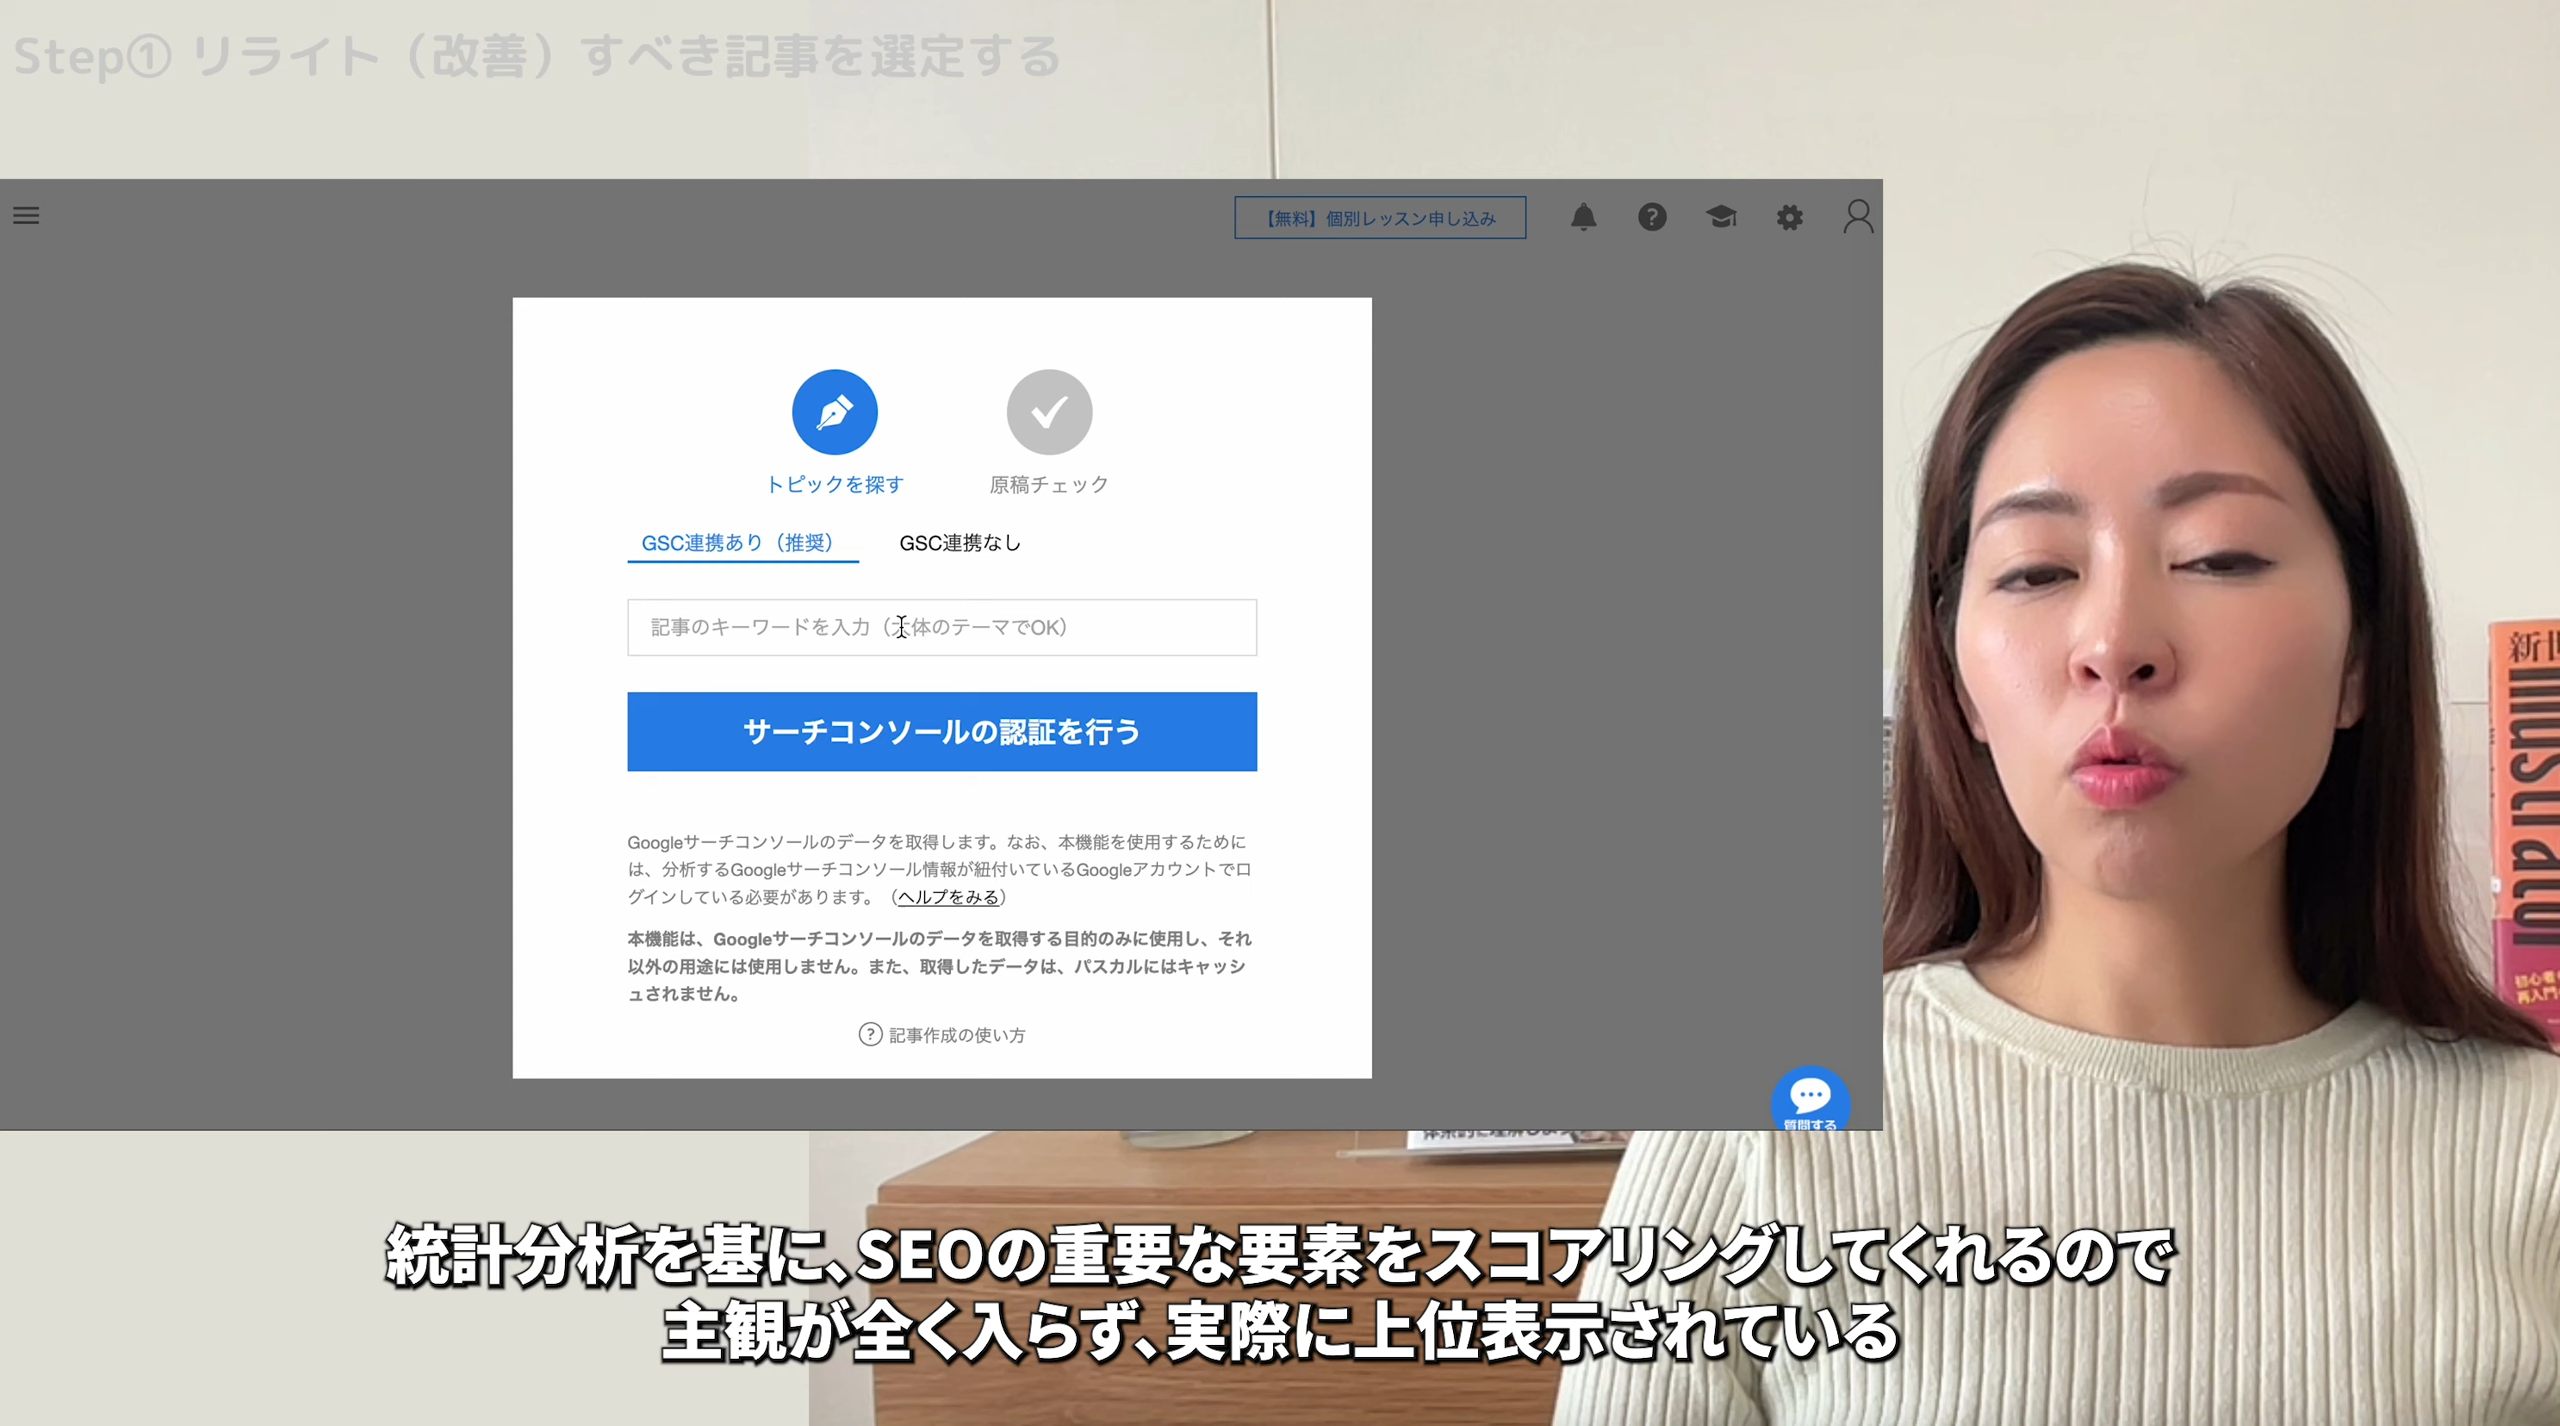 Step① リライト（改善）すべき記事を選定する
【無料】個別レッスン申し込み
トピックを探す
原稿チェック
GSC連携あり（推奨）
GSC連携なし
記事のキーワードを入力（大体のテーマでOK）
サーチコンソールの認証を行う
Googleサーチコンソールのデータを取得します。なお、本機能を使用するために
は、分析するGoogleサーチコンソール情報が紐付いているGoogleアカウントでロ
グインしている必要があります。（ヘルプをみる）
本機能は、Googleサーチコンソールのデータを取得する目的のみに使用し、それ
以外の用途には使用しません。また、取得したデータは、パスカルにはキャッシ
ュされません。
? 記事作成の使い方
質問する
新世
Illustrator
初心者
再入門
統計分析を基に、SEOの重要な要素をスコアリングしてくれるので
主観が全く入らず、実際に上位表示されている